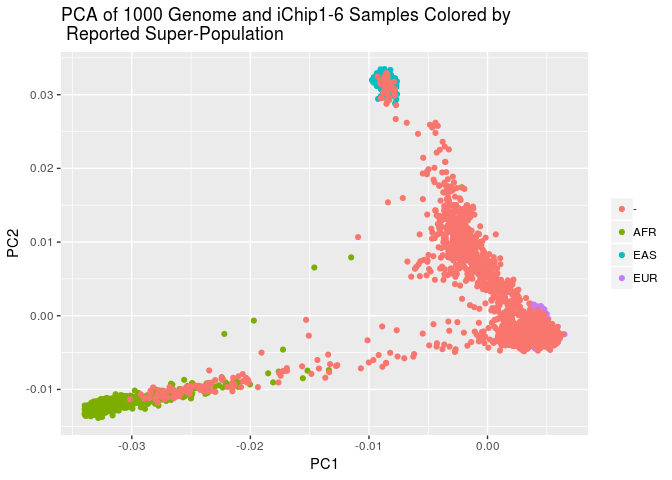 PCA of 1000 Genome and iChip1-6 Samples Colored by
Reported Super-Population
0.03
0.02
0.01
0.00
-0.01
PC2
-0.03
-0.02
-0.01
0.00
PC1
-
AFR
EAS
EUR